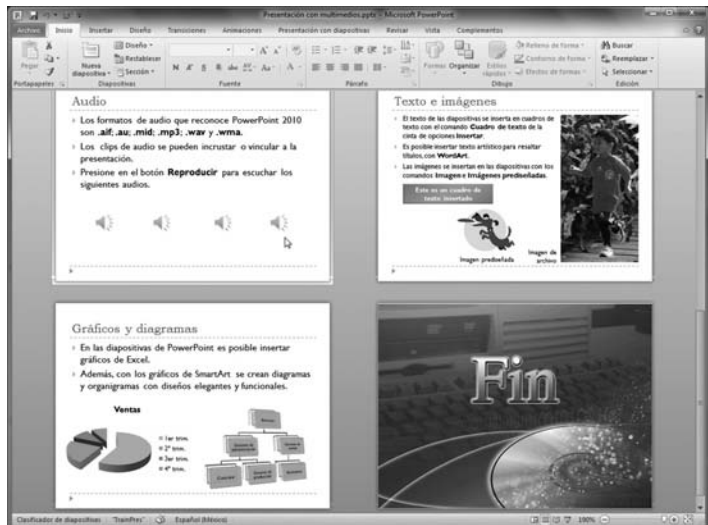 Presentación con multimedios.pptx - Microsoft PowerPoint
Archivo Inicio Insertar Diseño Transiciones Animaciones Presentación con diapositivas Revisar Vista Complementos
Pegar
Portapapeles
Nueva diapositiva
Diseño
Restablecer
Sección
Diapositivas
N K S S abc AV Aa A
Fuente
Párrafo
Formas Organizar Estilos rápidos
Relleno de forma
Contorno de forma
Efectos de formas
Dibujo
Buscar
Reemplazar
Seleccionar
Edición
Audio
Los formatos de audio que reconoce PowerPoint 2010
son .aif; .au; .mid; .mp3; .wav y .wma.
Los clips de audio se pueden incrustar o vincular a la
presentación.
Presione en el botón Reproducir para escuchar los
siguientes audios.
Texto e imágenes
El texto de las diapositivas se inserta en cuadros de
texto con el comando Cuadro de texto de la
cinta de opciones Insertar.
Es posible insertar texto artístico para resaltar
títulos, con WordArt.
Las imágenes se insertan en las diapositivas con los
comandos Imagen e Imágenes prediseñadas.
Este es un cuadro de
texto insertado
Imagen prediseñada
Imagen de
archivo
Gráficos y diagramas
En las diapositivas de PowerPoint es posible insertar
gráficos de Excel.
Además, con los gráficos de SmartArt se crean diagramas
y organigramas con diseños elegantes y funcionales.
Ventas
1er trim.
2º trim.
3er trim.
4º trim.
Fin
Clasificador de diapositivas "TrainPres" Español (México) 190%